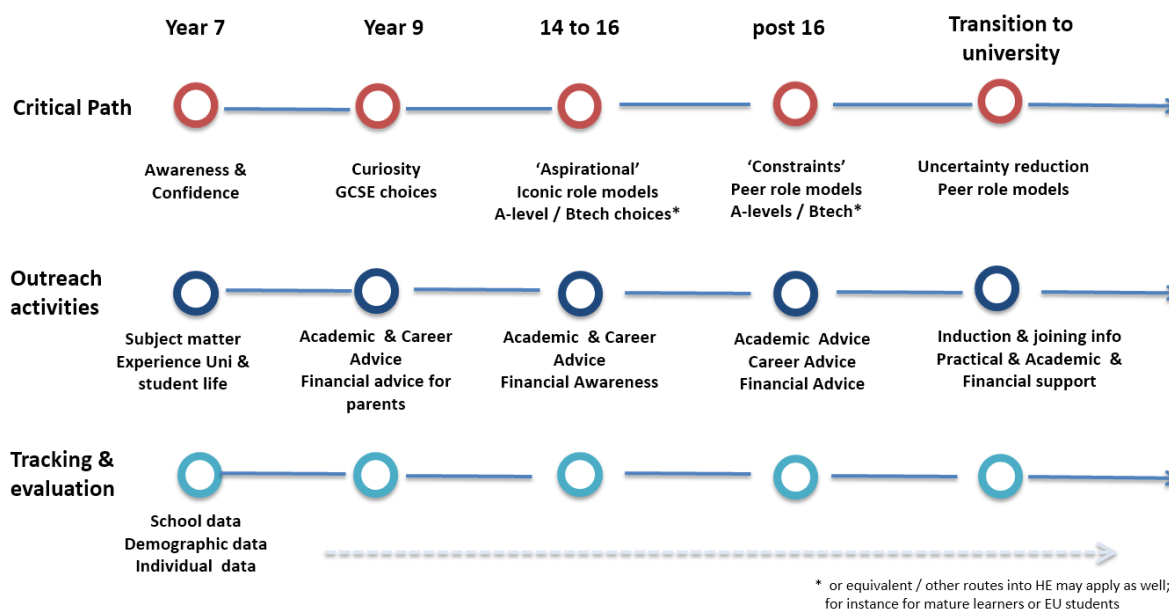 Year 7
Year 9
14 to 16
post 16
Transition to
university
Critical Path
Awareness &
Confidence
Curiosity
GCSE choices
‘Aspirational’
Iconic role models
A-level / Btech choices*
‘Constraints’
Peer role models
A-levels / Btech*
Uncertainty reduction
Peer role models
Outreach
activities
Subject matter
Experience Uni &
student life
Academic & Career
Advice
Financial advice for
parents
Academic & Career
Advice
Financial Awareness
Academic Advice
Career Advice
Financial Advice
Induction & joining info
Practical & Academic &
Financial support
Tracking &
evaluation
School data
Demographic data
Individual data
* or equivalent / other routes into HE may apply as well;
for instance for mature learners or EU students